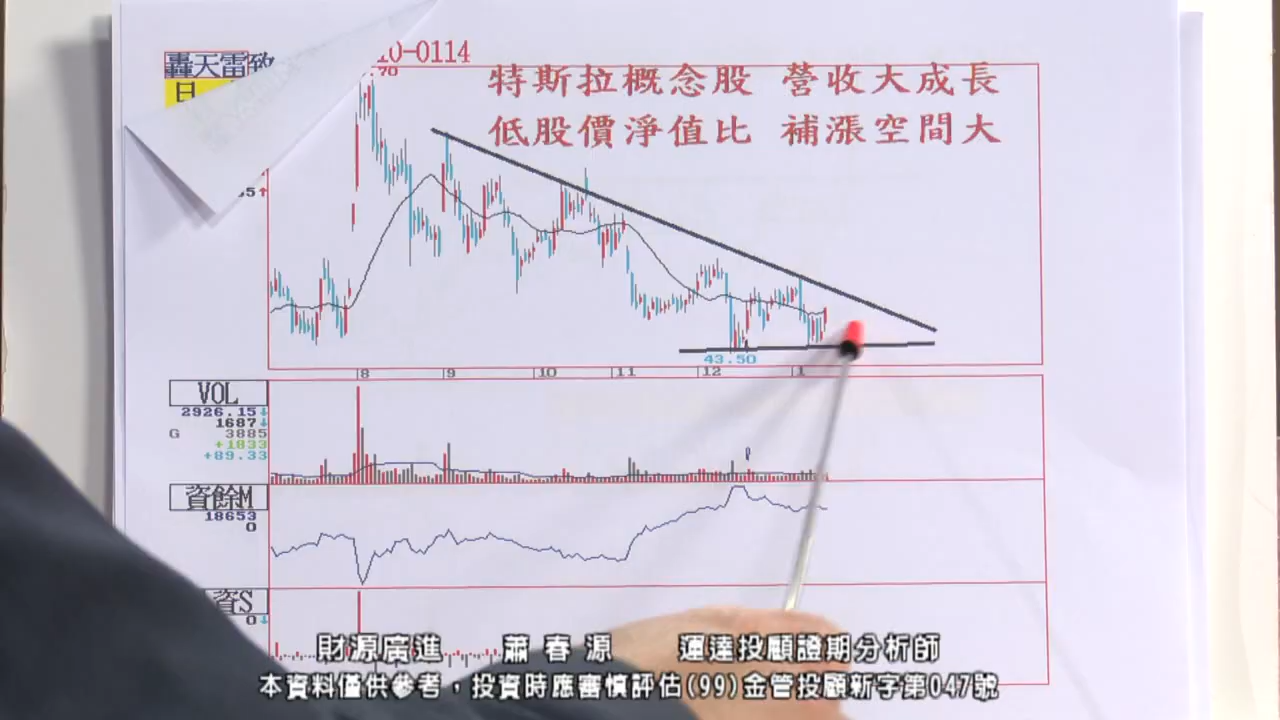 轟天雷致
10-0114
日
.70
特斯拉概念股 營收大成長
低股價淨值比 補漲空間大
55↑
43.50
8 9 10 11 12 1
VOL
2926.15↓
1687↓
G 3885
+1833
+89.33
資餘M
18653
0
資S
0↓
財源廣進 蕭春源 運達投顧證期分析師
本資料僅供參考，投資時應審慎評估(99)金管投顧新字第047號